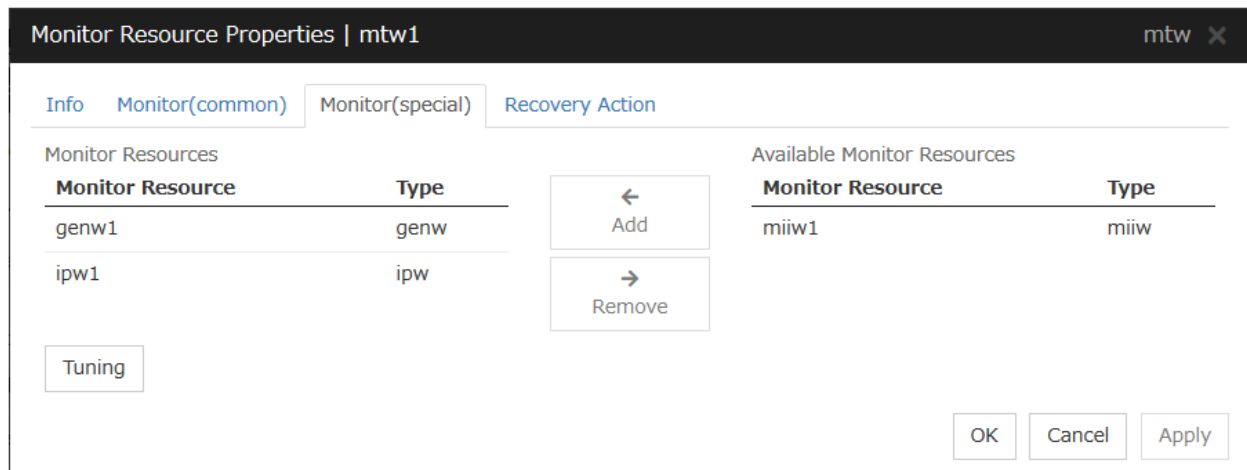 Monitor Resource Properties | mtw1 mtw
Info Monitor(common) Monitor(special) Recovery Action
Monitor Resources
Monitor Resource Type
genw1 genw
ipw1 ipw
Add
Remove
Available Monitor Resources
Monitor Resource Type
miiw1 miiw
Tuning
OK Cancel Apply